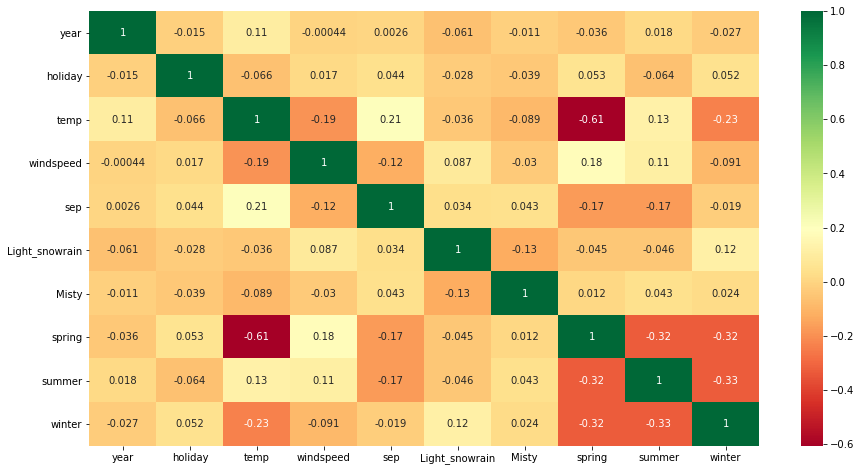 year 1 -0.015 0.11 -0.00044 0.0026 -0.061 -0.011 -0.036 0.018 -0.027
holiday -0.015 1 -0.066 0.017 0.044 -0.028 -0.039 0.053 -0.064 0.052
temp 0.11 -0.066 1 -0.19 0.21 -0.036 -0.089 -0.61 0.13 -0.23
windspeed -0.00044 0.017 -0.19 1 -0.12 0.087 -0.03 0.18 0.11 -0.091
sep 0.0026 0.044 0.21 -0.12 1 0.034 0.043 -0.17 -0.17 -0.019
Light_snowrain -0.061 -0.028 -0.036 0.087 0.034 1 -0.13 -0.045 -0.046 0.12
Misty -0.011 -0.039 -0.089 -0.03 0.043 -0.13 1 0.012 0.043 0.024
spring -0.036 0.053 -0.61 0.18 -0.17 -0.045 0.012 1 -0.32 -0.32
summer 0.018 -0.064 0.13 0.11 -0.17 -0.046 0.043 -0.32 1 -0.33
winter -0.027 0.052 -0.23 -0.091 -0.019 0.12 0.024 -0.32 -0.33 1
year holiday temp windspeed sep Light_snowrain Misty spring summer winter
1.0
0.8
0.6
0.4
0.2
0.0
−0.2
−0.4
−0.6